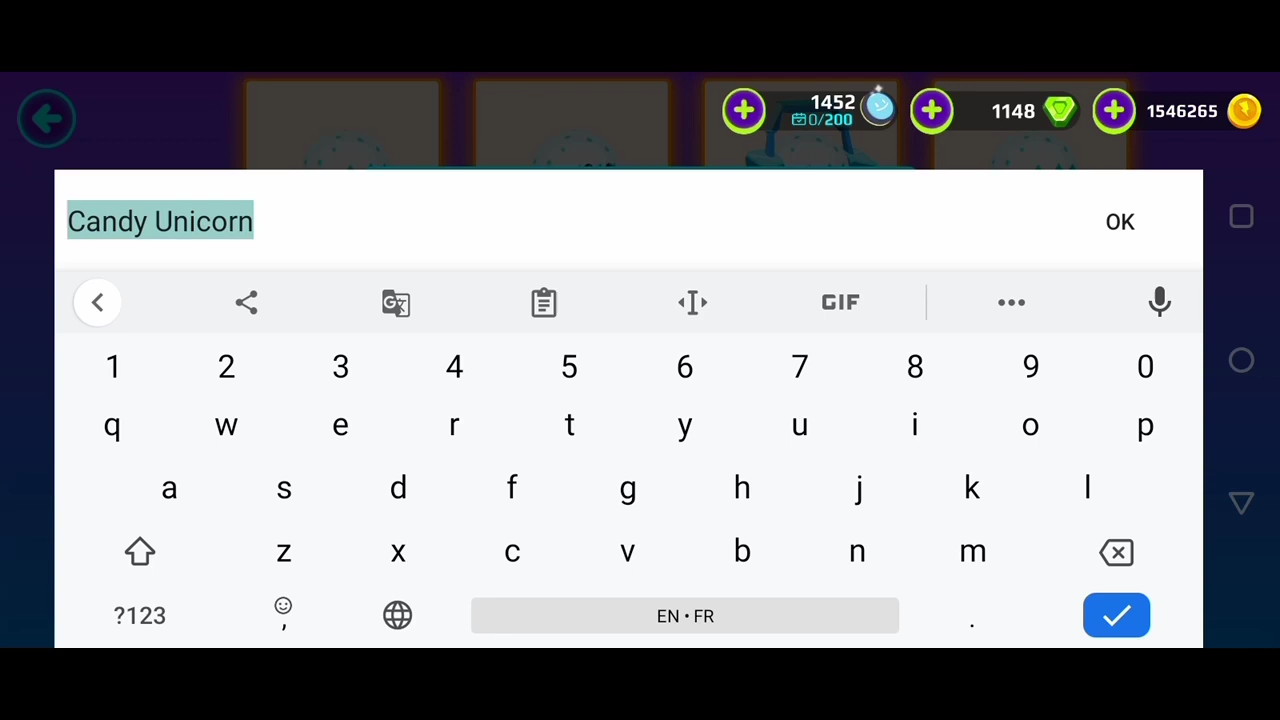 1452
0/200
1148
1546265
Candy Unicorn
OK
GIF
1 2 3 4 5 6 7 8 9 0
q w e r t y u i o p
a s d f g h j k l
z x c v b n m
?123 , EN • FR .